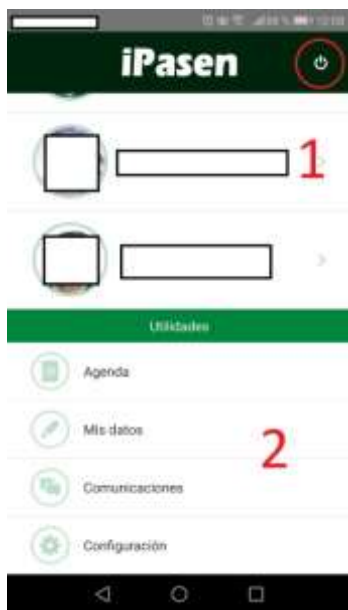 iPasen
1
Utilidades
Agenda
Mis datos
2
Comunicaciones
Configuración